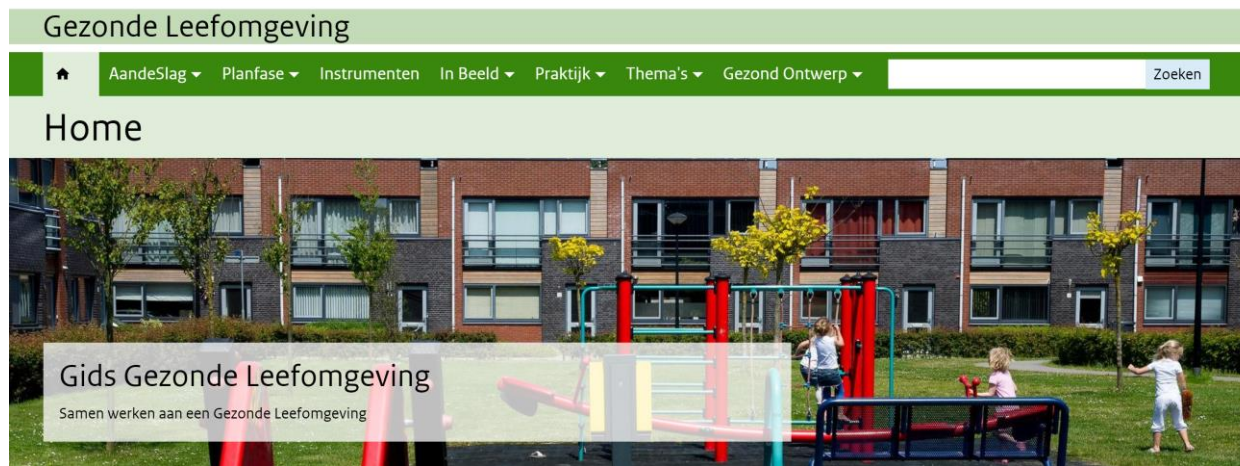 Gezonde Leefomgeving
AandeSlag Planfase Instrumenten In Beeld Praktijk Thema's Gezond Ontwerp Zoeken
Home
Gids Gezonde Leefomgeving
Samen werken aan een Gezonde Leefomgeving